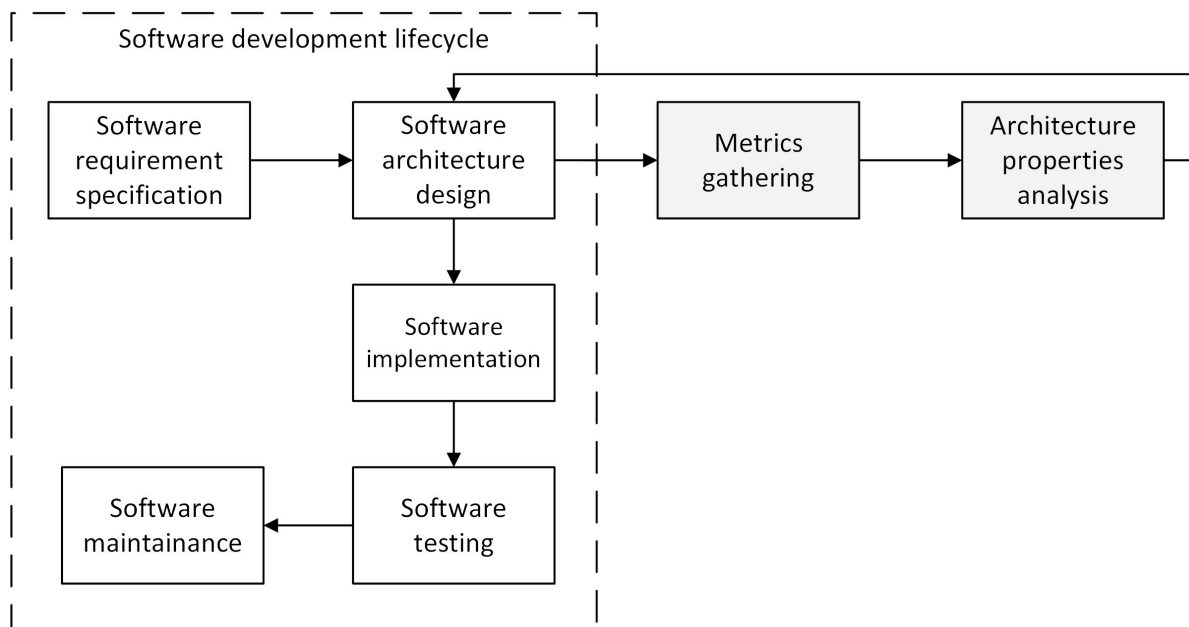 Software development lifecycle
Software
requirement
specification
Software
architecture
design
Metrics
gathering
Architecture
properties
analysis
Software
implementation
Software
maintainance
Software
testing